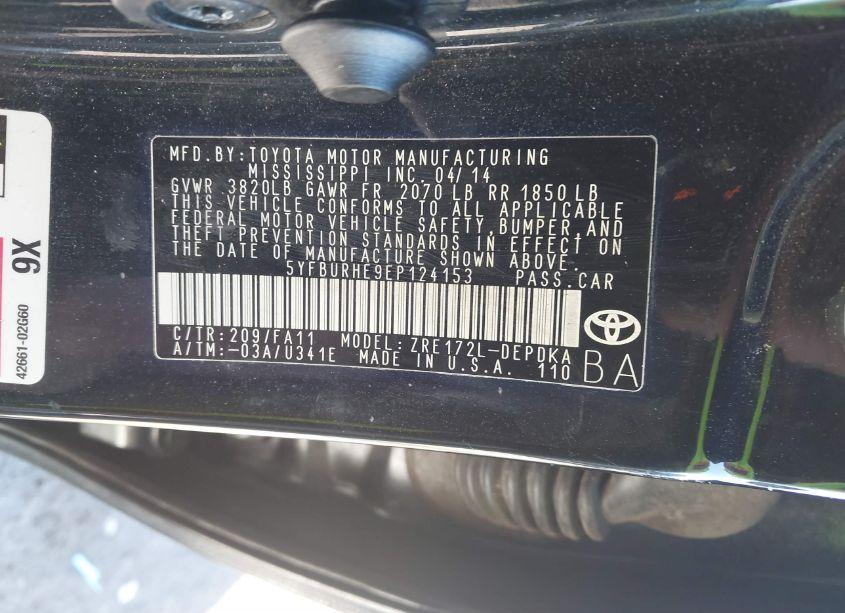 MFD.BY:TOYOTA MOTOR MANUFACTURING
MISSISSIPPI INC. 04/14
GVWR 3820LB GAWR FR 2070 LB RR 1850 LB
THIS VEHICLE CONFORMS TO ALL APPLICABLE
FEDERAL MOTOR VEHICLE SAFETY,BUMPER,AND
THEFT PREVENTION STANDARDS IN EFFECT ON
THE DATE OF MANUFACTURE SHOWN ABOVE.
5YFBURHE9EP124153 PASS.CAR
C/TR:209/FA11 MODEL:ZRE172L-DEPDKA
A/TM:-03A/U341E MADE IN U.S.A. 110
BA
9X
42661-02G60